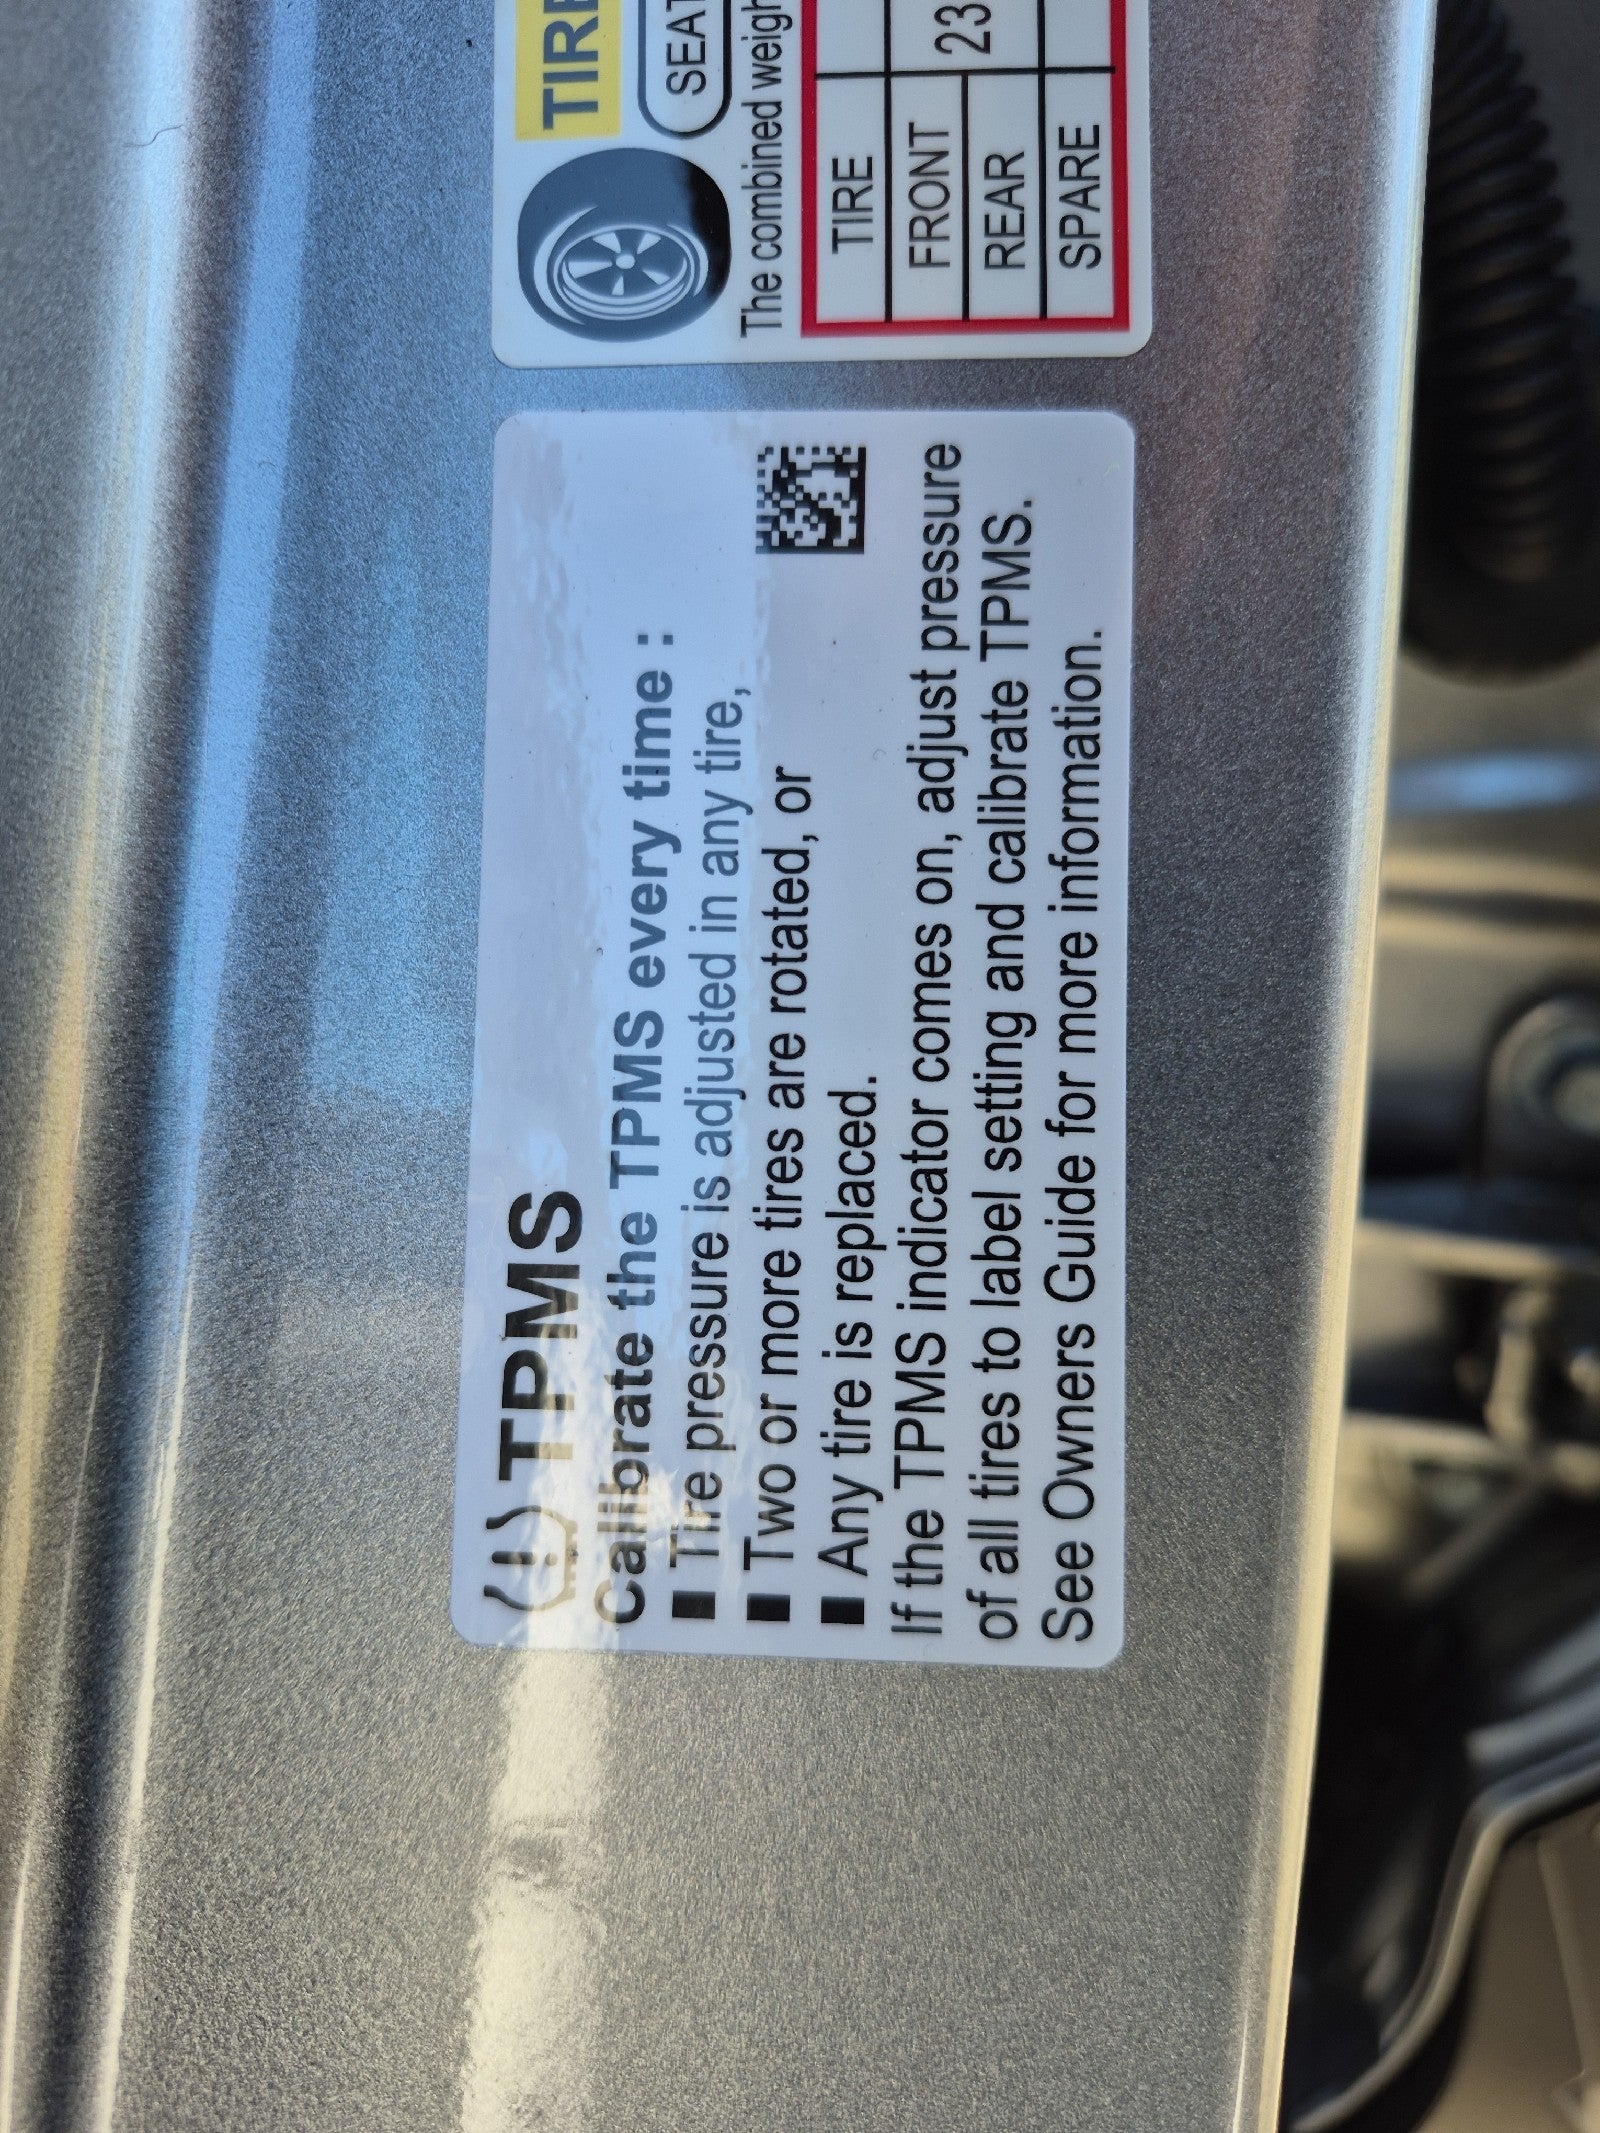 TPMS
Calibrate the TPMS every time :
■ Tire pressure is adjusted in any tire,
■ Two or more tires are rotated, or
■ Any tire is replaced.
If the TPMS indicator comes on, adjust pressure
of all tires to label setting and calibrate TPMS.
See Owners Guide for more information.
TIRE
SEAT
The combined weigh
TIRE
FRONT 23
REAR
SPARE